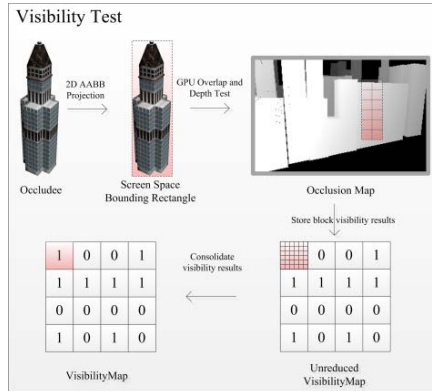 Visibility Test
2D AABB
Projection
GPU Overlap and
Depth Test
Occludee
Screen Space
Bounding Rectangle
Occlusion Map
Store block visibility results
1 0 0 1
1 1 1 1
0 0 0 0
1 0 1 0
Consolidate
visibility results
0 0 1
1 1 1 1
0 0 0 0
1 0 1 0
VisibilityMap
Unreduced
VisibilityMap